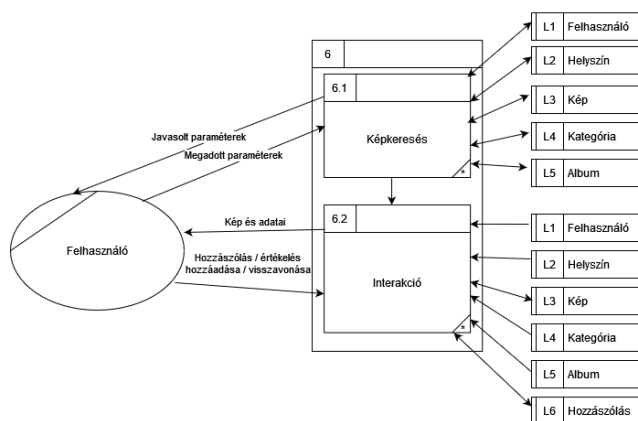 6
6.1
Képkeresés
*
6.2
Interakció
*
Javasolt paraméterek
Megadott paraméterek
Felhasználó
Kép és adatai
Hozzászólás / értékelés
hozzáadása / visszavonása
L1 Felhasználó
L2 Helyszín
L3 Kép
L4 Kategória
L5 Album
L1 Felhasználó
L2 Helyszín
L3 Kép
L4 Kategória
L5 Album
L6 Hozzászólás